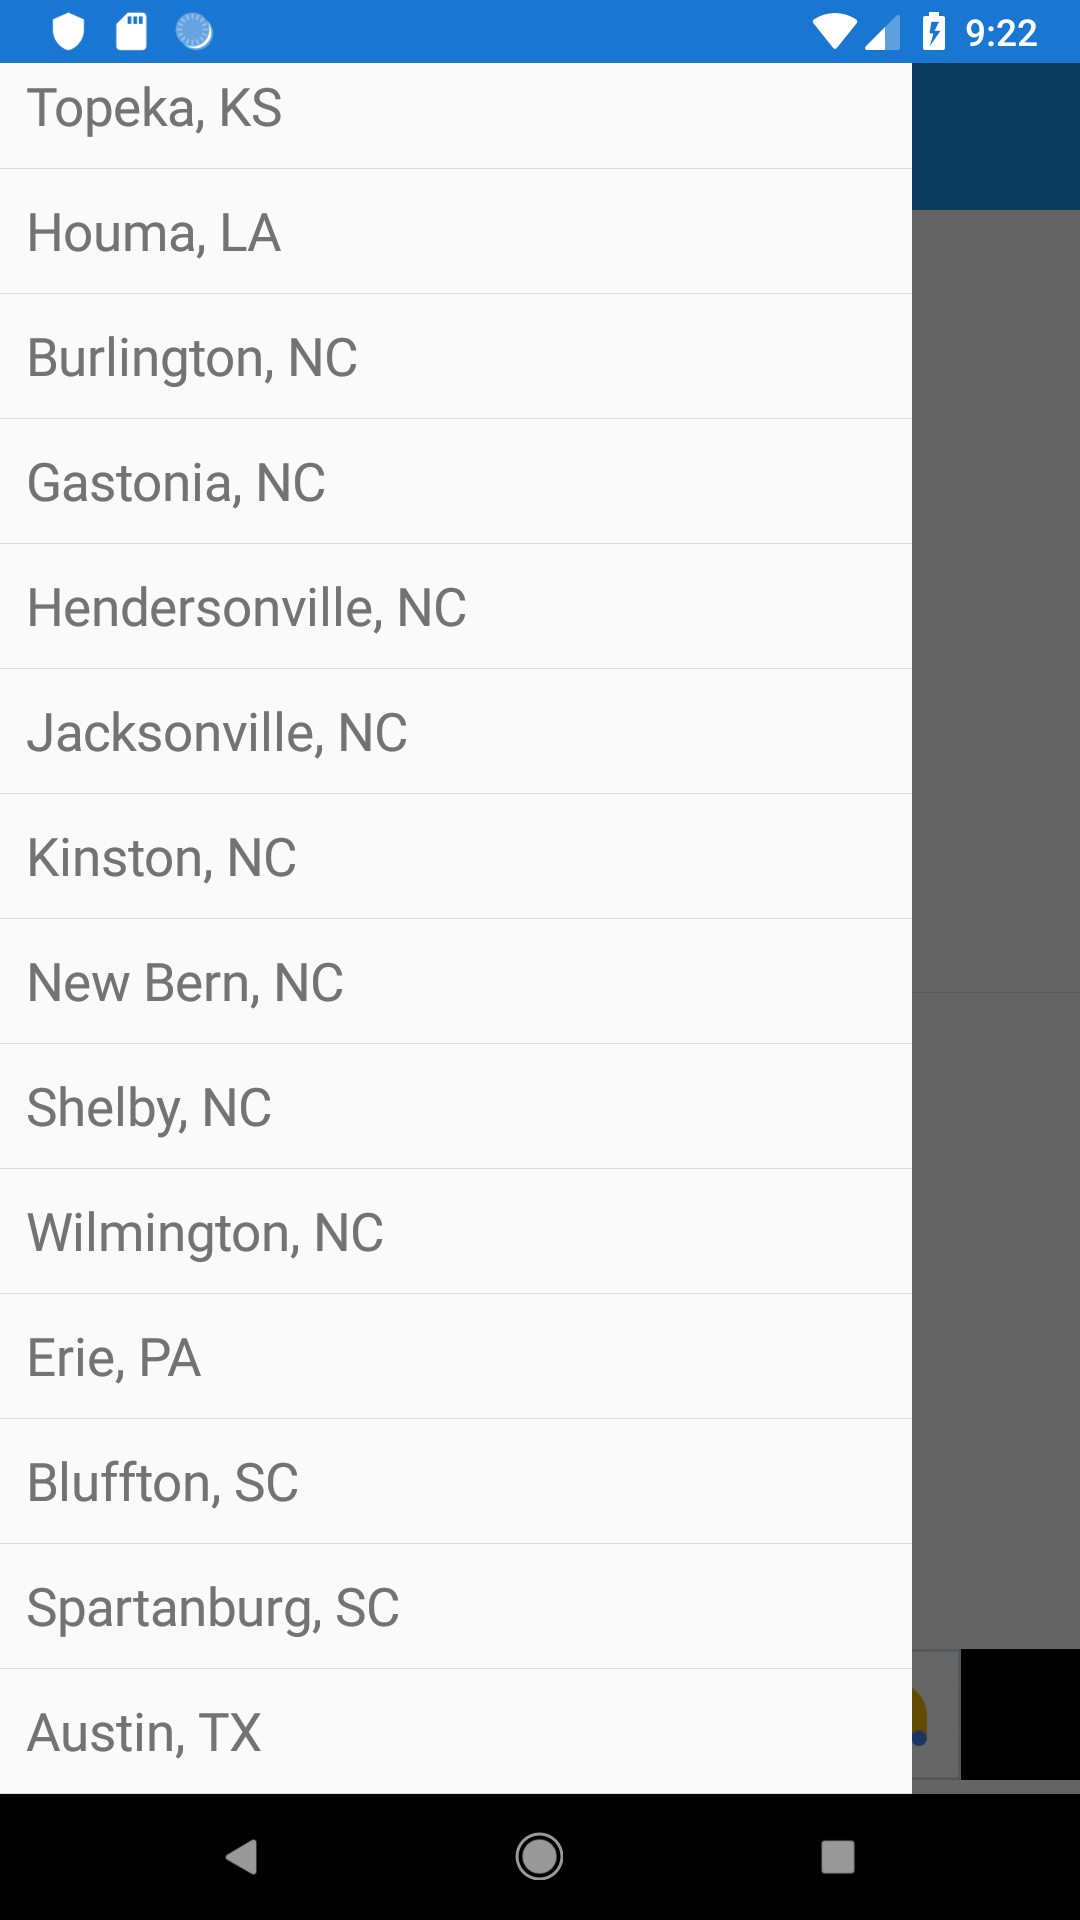 9:22
Topeka, KS
Houma, LA
Burlington, NC
Gastonia, NC
Hendersonville, NC
Jacksonville, NC
Kinston, NC
New Bern, NC
Shelby, NC
Wilmington, NC
Erie, PA
Bluffton, SC
Spartanburg, SC
Austin, TX